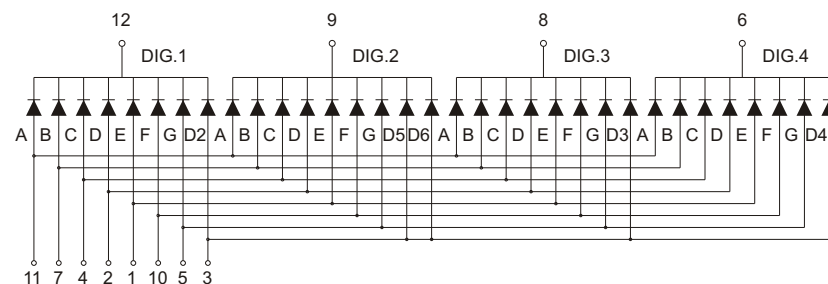 12 9 8 6
DIG.1 DIG.2 DIG.3 DIG.4
A B C D E F G D2 A B C D E F G D5 D6 A B C D E F G D3 A B C D E F G D4
11 7 4 2 1 10 5 3